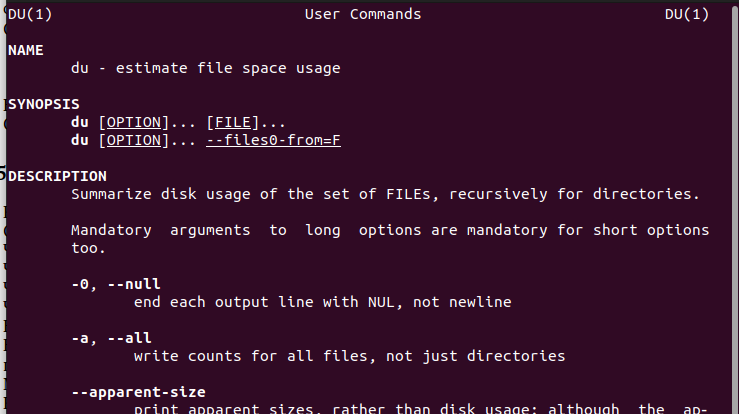 DU(1) User Commands DU(1)
NAME
du - estimate file space usage
SYNOPSIS
du [OPTION]... [FILE]...
du [OPTION]... --files0-from=F
DESCRIPTION
Summarize disk usage of the set of FILEs, recursively for directories.
Mandatory arguments to long options are mandatory for short options
too.
-0, --null
end each output line with NUL, not newline
-a, --all
write counts for all files, not just directories
--apparent-size
print apparent sizes, rather than disk usage; although the ap-